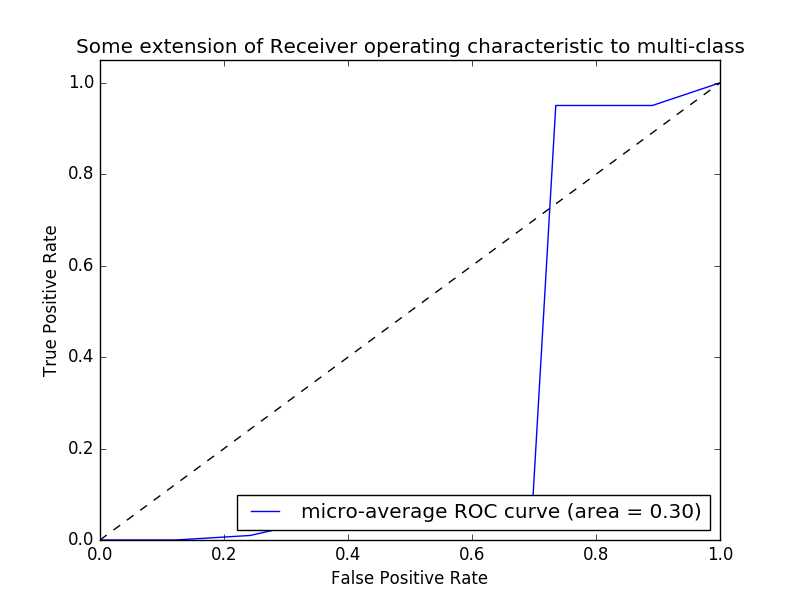 Some extension of Receiver operating characteristic to multi-class
1.0
0.8
0.6
0.4
0.2
0.0
True Positive Rate
micro-average ROC curve (area = 0.30)
0.0 0.2 0.4 0.6 0.8 1.0
False Positive Rate